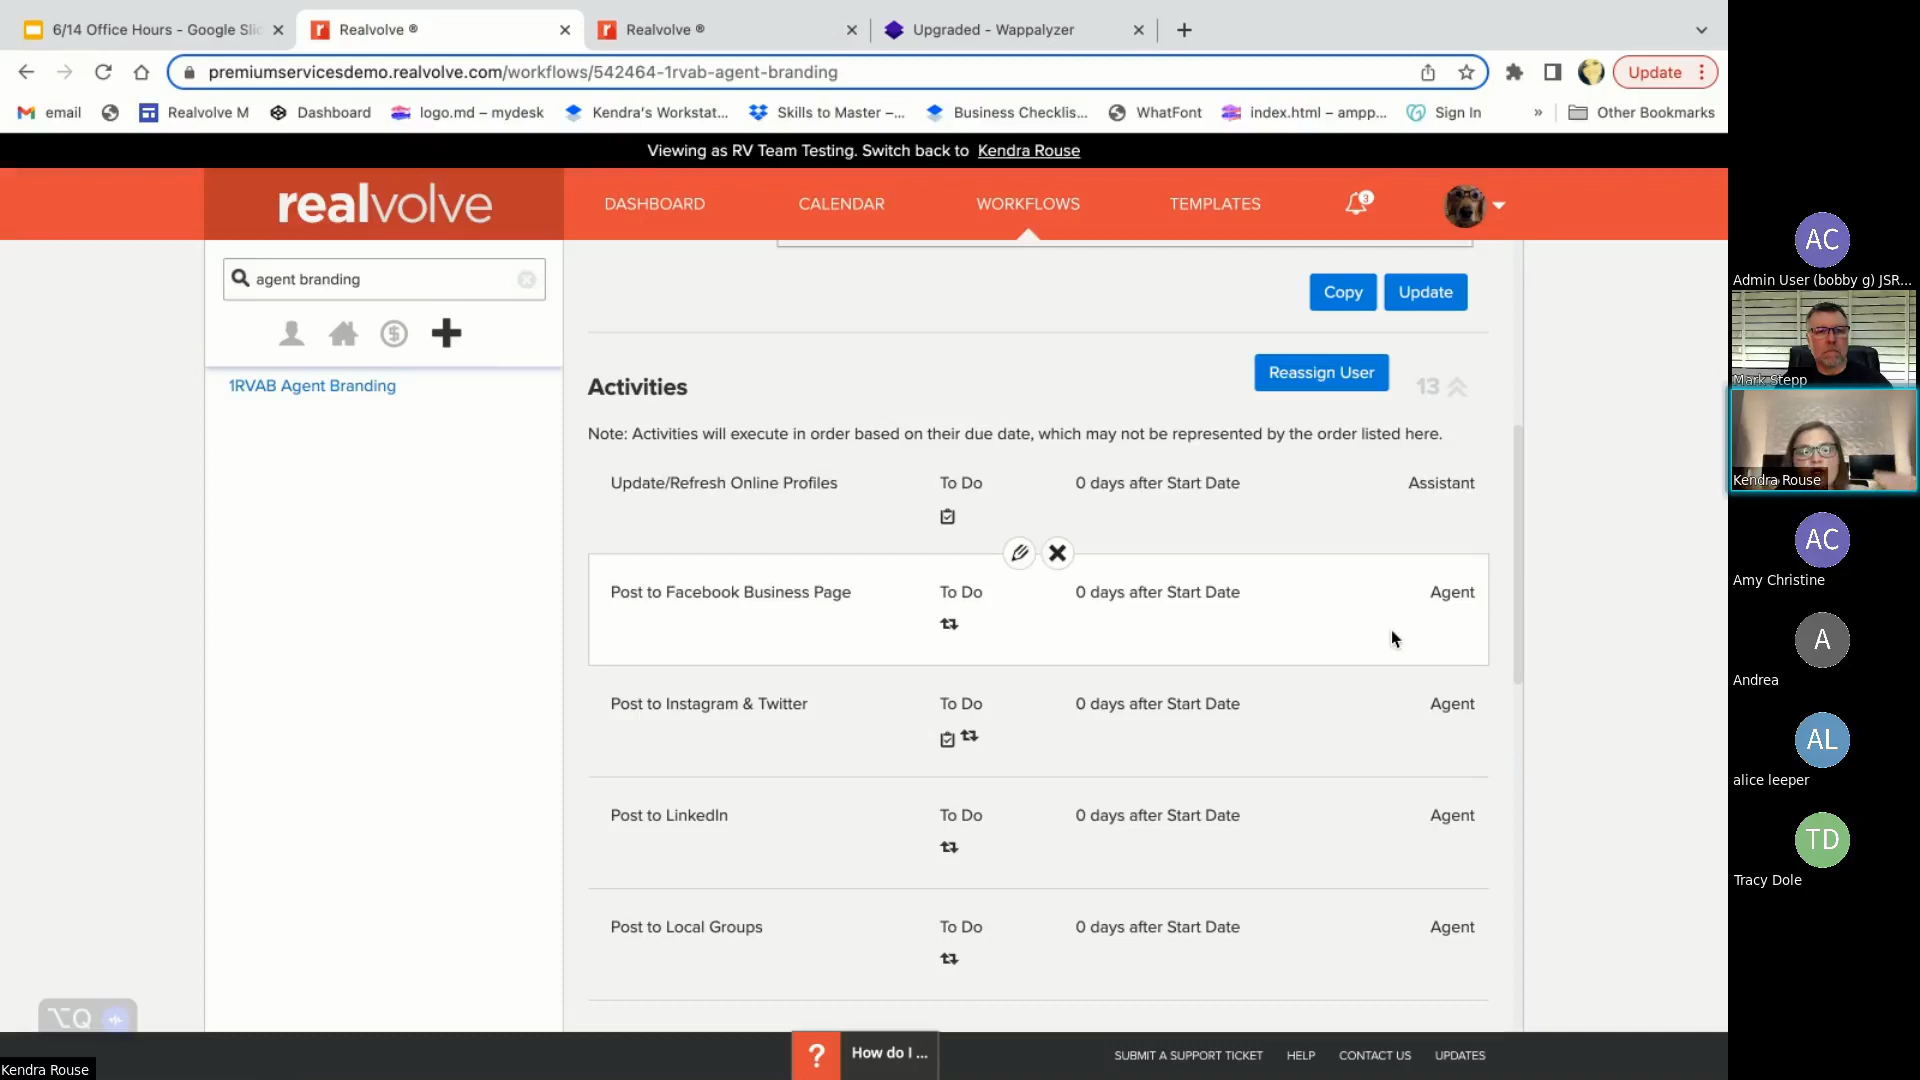 6/14 Office Hours - Google Slic
Realvolve ®
Realvolve ®
Upgraded - Wappalyzer
premiumservicesdemo.realvolve.com/workflows/542464-1rvab-agent-branding
Update
email
Realvolve M
Dashboard
logo.md – mydesk
Kendra's Workstat...
Skills to Master –...
Business Checklis...
WhatFont
index.html – ampp...
Sign In
»
Other Bookmarks
Viewing as RV Team Testing. Switch back to Kendra Rouse
realvolve
DASHBOARD
CALENDAR
WORKFLOWS
TEMPLATES
3
agent branding
1RVAB Agent Branding
Copy
Update
Activities
Reassign User
13
Note: Activities will execute in order based on their due date, which may not be represented by the order listed here.
Update/Refresh Online Profiles To Do 0 days after Start Date Assistant
Post to Facebook Business Page To Do 0 days after Start Date Agent
Post to Instagram & Twitter To Do 0 days after Start Date Agent
Post to LinkedIn To Do 0 days after Start Date Agent
Post to Local Groups To Do 0 days after Start Date Agent
⌥Q
? How do I ...
SUBMIT A SUPPORT TICKET
HELP
CONTACT US
UPDATES
Kendra Rouse
AC
Admin User (bobby g) JSR...
Mark Stepp
Kendra Rouse
AC
Amy Christine
A
Andrea
AL
alice leeper
TD
Tracy Dole